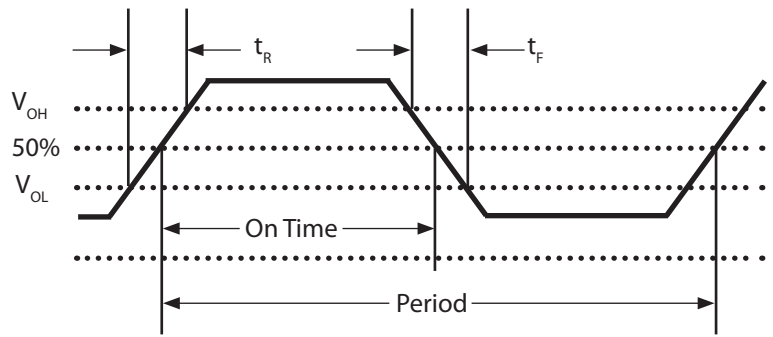 t_R
t_F
V_OH
50%
V_OL
On Time
Period